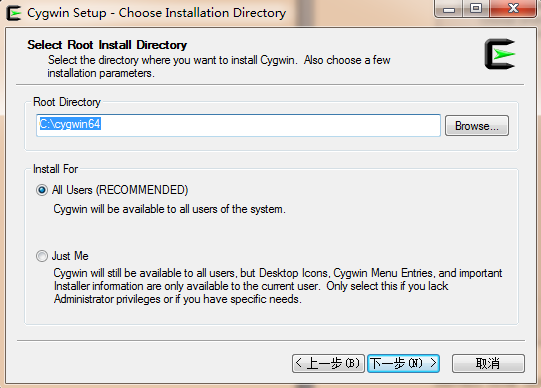 Cygwin Setup - Choose Installation Directory
Select Root Install Directory
Select the directory where you want to install Cygwin. Also choose a few
installation parameters.
Root Directory
C:\cygwin64
Browse...
Install For
All Users (RECOMMENDED)
Cygwin will be available to all users of the system.
Just Me
Cygwin will still be available to all users, but Desktop Icons, Cygwin Menu Entries, and important
Installer information are only available to the current user. Only select this if you lack
Administrator privileges or if you have specific needs.
< 上一步(B) 下一步(N) > 取消